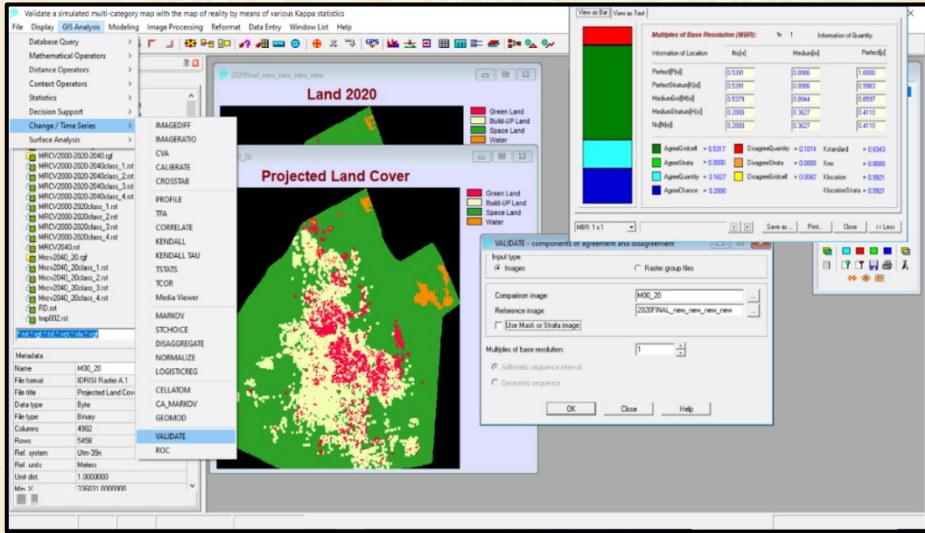 Validate a simulated multi-category map with the map of reality by means of various Kappa statistics
File Display GIS Analysis Modeling Image Processing Reformat Data Entry Window List Help
Database Query
Mathematical Operators
Distance Operators
Context Operators
Statistics
Decision Support
Change / Time Series
Surface Analysis
IMAGEDIFF
IMAGERATIO
CVA
CALIBRATE
CROSSTAB
PROFILE
TFA
CORRELATE
KENDALL
KENDALL TAU
TSTATS
TCOR
Media Viewer
MARKOV
STCHOICE
DISAGGREGATE
NORMALIZE
LOGISTICREG
CELLATOM
CA_MARKOV
GEOMOD
VALIDATE
ROC
MRCV2000-2020-2040.rgf
MRCV2000-2020-2040class_1.rst
MRCV2000-2020-2040class_2.rst
MRCV2000-2020-2040class_3.rst
MRCV2000-2020-2040class_4.rst
MRCV2000-2020class_1.rst
MRCV2000-2020class_2.rst
MRCV2000-2020class_3.rst
MRCV2000-2020class_4.rst
MRCV2040.rst
Mrcv2040_20.rgf
Mrcv2040_20class_1.rst
Mrcv2040_20class_2.rst
Mrcv2040_20class_3.rst
Mrcv2040_20class_4.rst
RD.rst
tmp002.rst
Metadata
Name M00_20
File format IDRISI Raster A.1
File title Projected Land Cov
Data type Byte
File type Binary
Columns 4902
Rows 5458
Ref. system Utm-39n
Ref. units Meters
Unit dist. 1.0000000
Min X 336031.0000000
2020final_new_new_new_new
Land 2020
Green Land
Build-UP Land
Space Land
Water
Projected Land Cover
Green Land
Build-UP Land
Space Land
Water
View as Bar View as Text
Multiples of Base Resolution (MBR): 1x 1 Information of Quantity
Information of Location No[n] Medium[m] Perfect[p]
Perfect[P(x)] 0.5391 0.8986 1.0000
PerfectStratum[K(x)] 0.5391 0.8986 0.9983
MediumGrid[M(x)] 0.5379 0.8944
MediumStratum[H(x)] 0.2000 0.3627 0.4110
No[N(x)] 0.2000 0.3627 0.4110
AgreeGridcell = 0.5317 DisagreeQuantity = 0.1014 Kstandard = 0.8343
AgreeStrata = 0.0000 DisagreeStrata = 0.0000 Kno = 0.8680
AgreeQuantity = 0.1627 DisagreeGridcell = 0.0042 Klocation = 0.9921
AgreeChance = 0.2000 KlocationStrata = 0.9921
MBR: 1 x 1 Save as ... Print... Close << Less
VALIDATE - components of agreement and disagreement
Input type:
Images Raster group files
Comparison image: M00_20
Reference image: 2020FINAL_new_new_new_new
Use Mask or Strata image:
Multiples of base resolution: 1
Arithmetic sequence interval:
Geometric sequence
OK Close Help